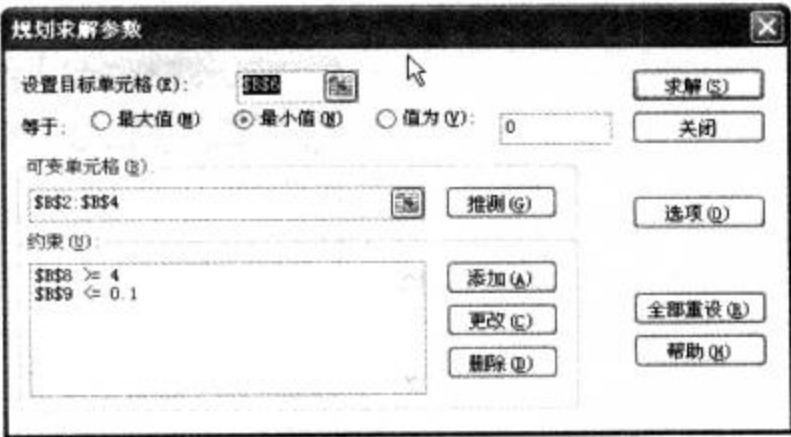 规划求解参数
设置目标单元格(E): $B$6 求解(S)
等于: 最大值(M) 最小值(N) 值为(V): 0 关闭
可变单元格(B)
$B$2:$B$4 推测(G) 选项(O)
约束(U)
$B$8 >= 4 添加(A)
$B$9 <= 0.1
更改(C) 全部重设(R)
删除(D) 帮助(H)